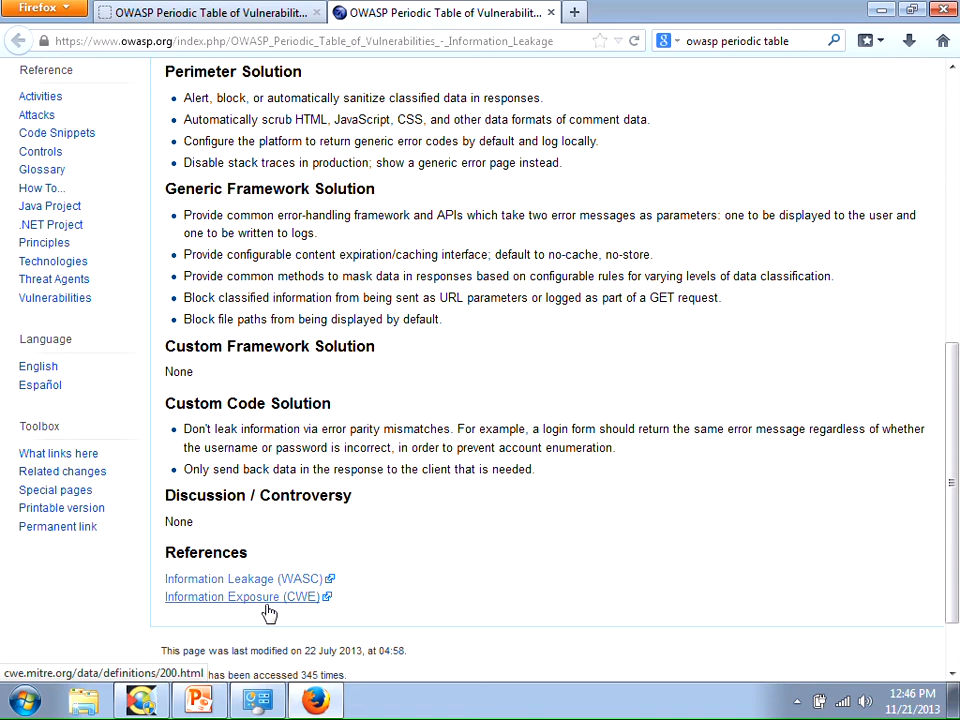 Firefox
OWASP Periodic Table of Vulnerabilit...
OWASP Periodic Table of Vulnerabilit...
https://www.owasp.org/index.php/OWASP_Periodic_Table_of_Vulnerabilities_-_Information_Leakage
owasp periodic table
Reference
Activities
Attacks
Code Snippets
Controls
Glossary
How To...
Java Project
.NET Project
Principles
Technologies
Threat Agents
Vulnerabilities
Language
English
Español
Toolbox
What links here
Related changes
Special pages
Printable version
Permanent link
Perimeter Solution
Alert, block, or automatically sanitize classified data in responses.
Automatically scrub HTML, JavaScript, CSS, and other data formats of comment data.
Configure the platform to return generic error codes by default and log locally.
Disable stack traces in production; show a generic error page instead.
Generic Framework Solution
Provide common error-handling framework and APIs which take two error messages as parameters: one to be displayed to the user and
one to be written to logs.
Provide configurable content expiration/caching interface; default to no-cache, no-store.
Provide common methods to mask data in responses based on configurable rules for varying levels of data classification.
Block classified information from being sent as URL parameters or logged as part of a GET request.
Block file paths from being displayed by default.
Custom Framework Solution
None
Custom Code Solution
Don't leak information via error parity mismatches. For example, a login form should return the same error message regardless of whether
the username or password is incorrect, in order to prevent account enumeration.
Only send back data in the response to the client that is needed.
Discussion / Controversy
None
References
Information Leakage (WASC)
Information Exposure (CWE)
This page was last modified on 22 July 2013, at 04:58.
has been accessed 345 times.
cwe.mitre.org/data/definitions/200.html
12:46 PM
11/21/2013